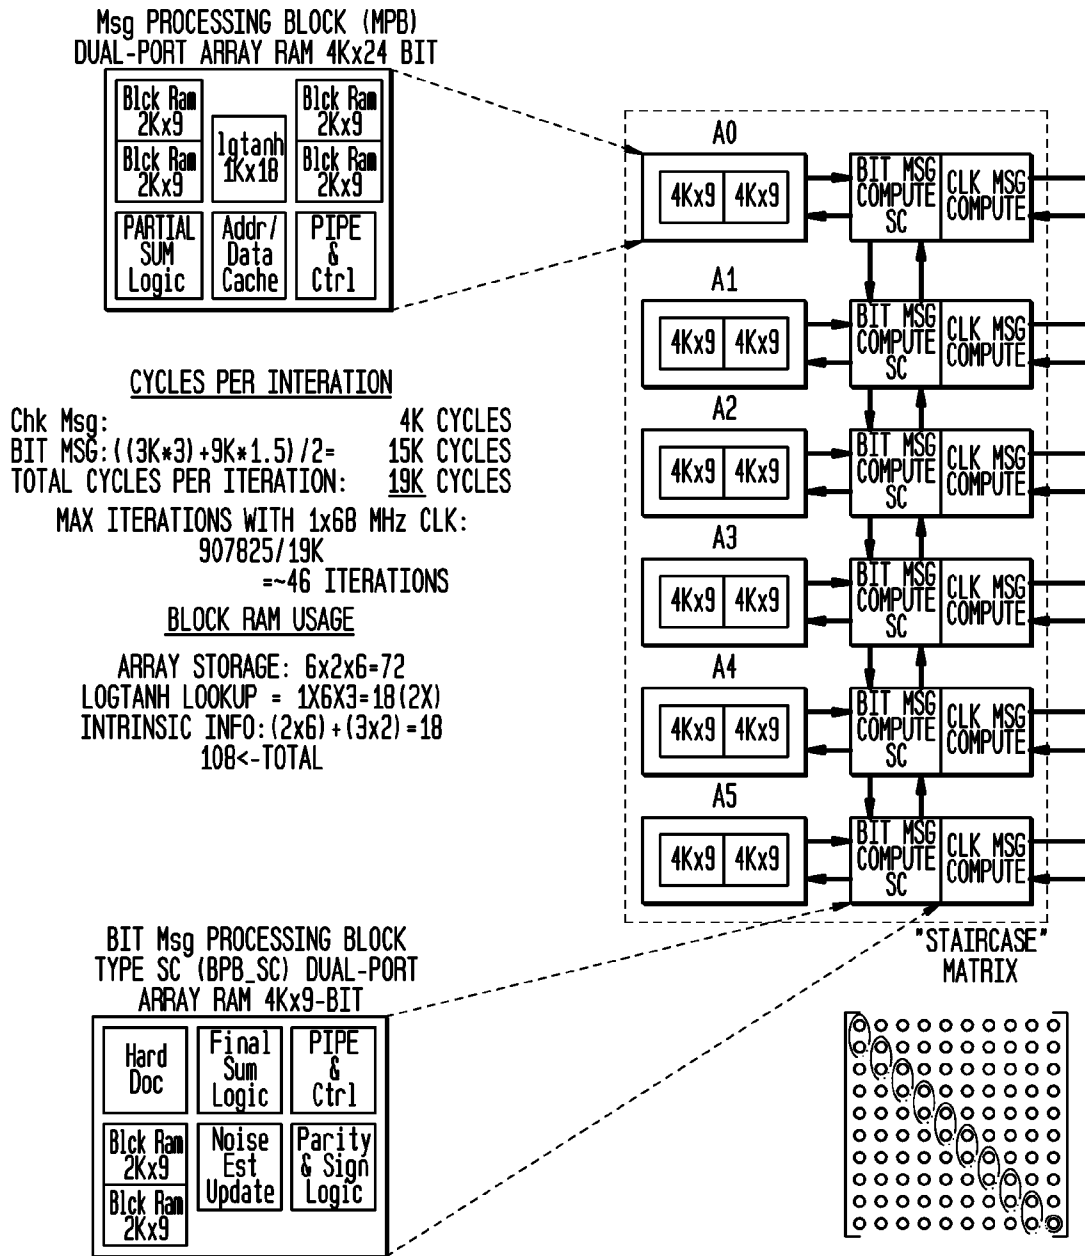 Msg PROCESSING BLOCK (MPB)
DUAL-PORT ARRAY RAM 4Kx24 BIT
Blck Ram
2Kx9
Blck Ram
2Kx9
lgtanh
1Kx18
Blck Ram
2Kx9
Blck Ram
2Kx9
PARTIAL
SUM
Logic
Addr/
Data
Cache
PIPE
&
Ctrl
CYCLES PER INTERATION
Chk Msg: 4K CYCLES
BIT MSG:((3K*3)+9K*1.5)/2= 15K CYCLES
TOTAL CYCLES PER ITERATION: 19K CYCLES
MAX ITERATIONS WITH 1x68 MHz CLK:
907825/19K
=~46 ITERATIONS
BLOCK RAM USAGE
ARRAY STORAGE: 6x2x6=72
LOGTANH LOOKUP = 1X6X3=18(2X)
INTRINSIC INFO:(2x6)+(3x2)=18
108<-TOTAL
A0
4Kx9 4Kx9
BIT MSG
COMPUTE
SC
CLK MSG
COMPUTE
A1
4Kx9 4Kx9
BIT MSG
COMPUTE
SC
CLK MSG
COMPUTE
A2
4Kx9 4Kx9
BIT MSG
COMPUTE
SC
CLK MSG
COMPUTE
A3
4Kx9 4Kx9
BIT MSG
COMPUTE
SC
CLK MSG
COMPUTE
A4
4Kx9 4Kx9
BIT MSG
COMPUTE
SC
CLK MSG
COMPUTE
A5
4Kx9 4Kx9
BIT MSG
COMPUTE
SC
CLK MSG
COMPUTE
"STAIRCASE"
MATRIX
BIT Msg PROCESSING BLOCK
TYPE SC (BPB_SC) DUAL-PORT
ARRAY RAM 4Kx9-BIT
Hard
Doc
Final
Sum
Logic
PIPE
&
Ctrl
Blck Ram
2Kx9
Blck Ram
2Kx9
Noise
Est
Update
Parity
& Sign
Logic